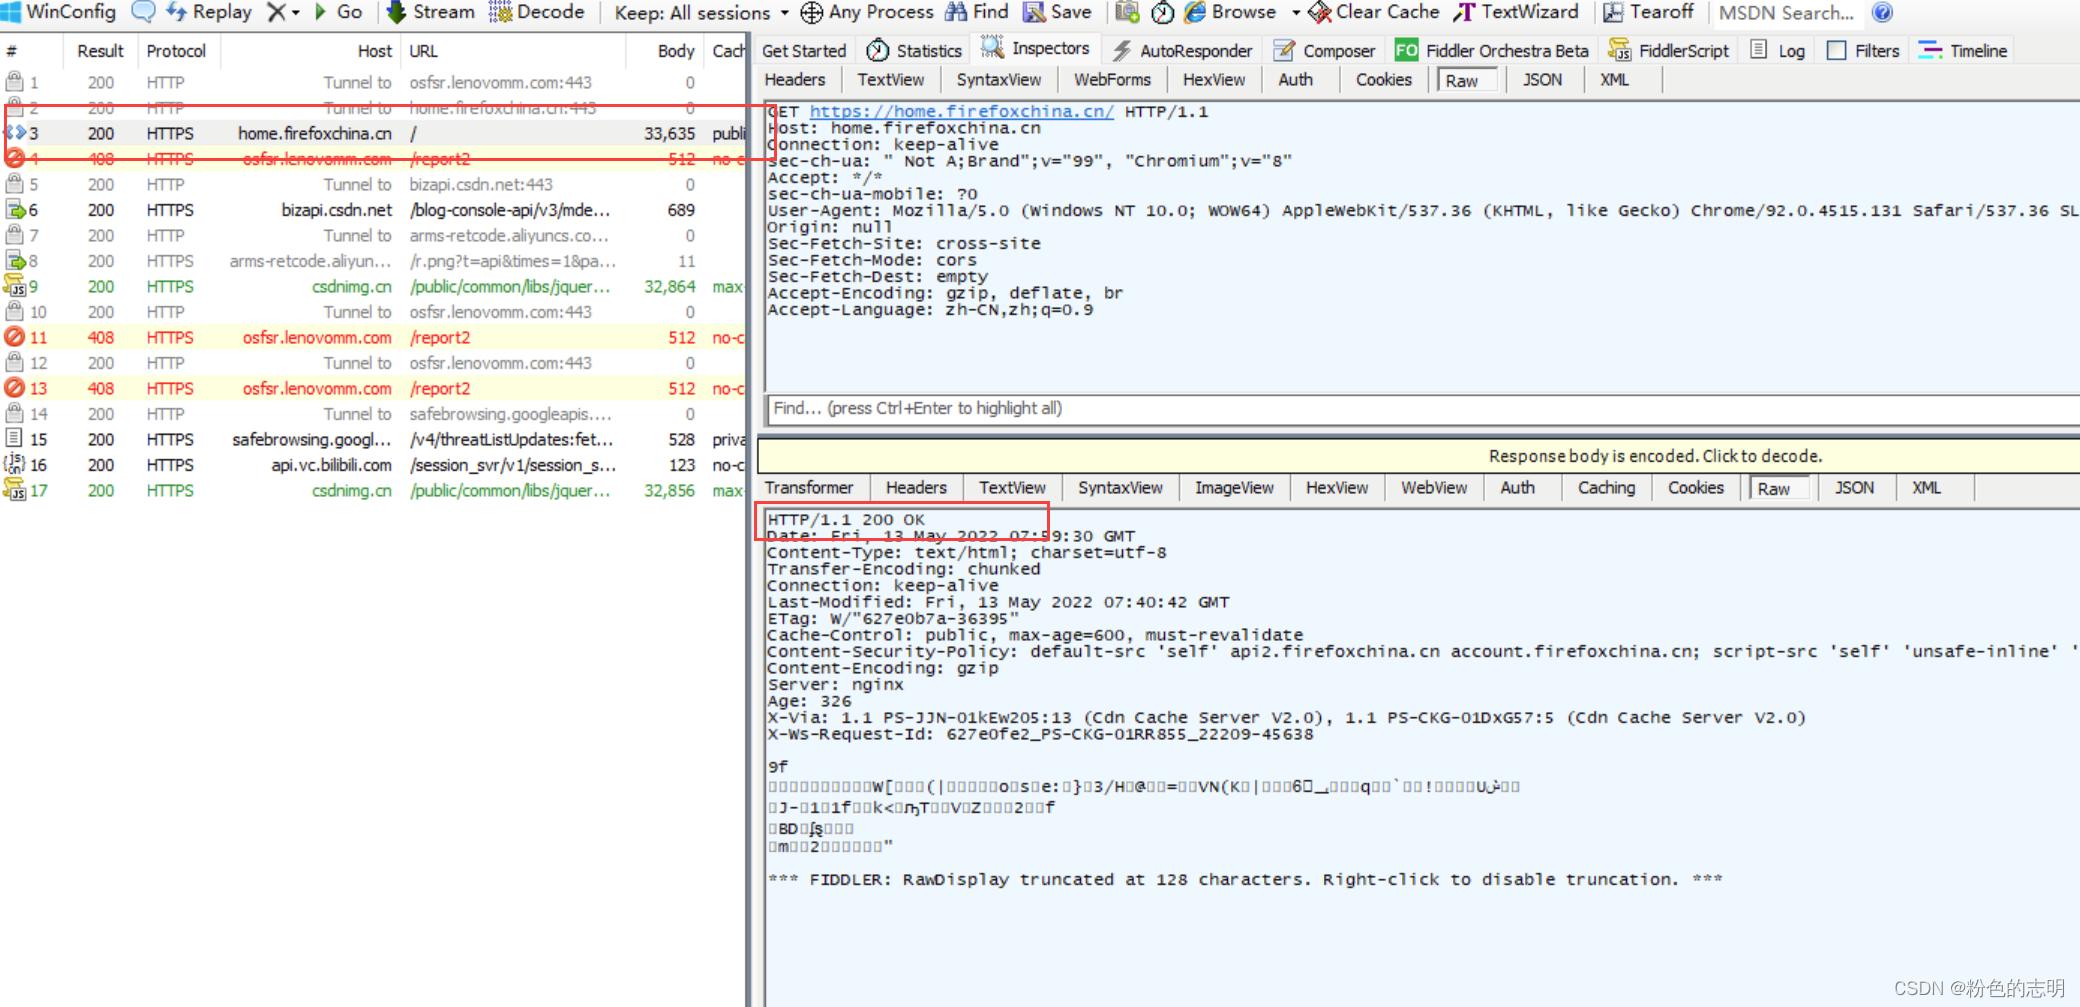 WinConfig Replay Go Stream Decode Keep: All sessions Any Process Find Save Browse Clear Cache TextWizard Tearoff MSDN Search...
# Result Protocol Host URL Body Cach
1 200 HTTP Tunnel to osfsr.lenovomm.com:443 0
2 200 HTTP Tunnel to home.firefoxchina.cn:443 0
3 200 HTTPS home.firefoxchina.cn / 33,635 publi
4 408 HTTPS osfsr.lenovomm.com /report2 512 no-c
5 200 HTTP Tunnel to bizapi.csdn.net:443 0
6 200 HTTPS bizapi.csdn.net /blog-console-api/v3/mde... 689
7 200 HTTP Tunnel to arms-retcode.aliyuncs.co... 0
8 200 HTTPS arms-retcode.aliyun... /r.png?t=api&times=1&pa... 11
9 200 HTTPS csdnimg.cn /public/common/libs/jquer... 32,864 max-
10 200 HTTP Tunnel to osfsr.lenovomm.com:443 0
11 408 HTTPS osfsr.lenovomm.com /report2 512 no-c
12 200 HTTP Tunnel to osfsr.lenovomm.com:443 0
13 408 HTTPS osfsr.lenovomm.com /report2 512 no-c
14 200 HTTP Tunnel to safebrowsing.googleapis.... 0
15 200 HTTPS safebrowsing.googl... /v4/threatListUpdates:fet... 528 priva
16 200 HTTPS api.vc.bilibili.com /session_svr/v1/session_s... 123 no-c
17 200 HTTPS csdnimg.cn /public/common/libs/jquer... 32,856 max-
Get Started Statistics Inspectors AutoResponder Composer FO Fiddler Orchestra Beta FiddlerScript Log Filters Timeline
Headers TextView SyntaxView WebForms HexView Auth Cookies Raw JSON XML
GET https://home.firefoxchina.cn/ HTTP/1.1
Host: home.firefoxchina.cn
Connection: keep-alive
sec-ch-ua: " Not A;Brand";v="99", "Chromium";v="8"
Accept: */*
sec-ch-ua-mobile: ?0
User-Agent: Mozilla/5.0 (Windows NT 10.0; WOW64) AppleWebKit/537.36 (KHTML, like Gecko) Chrome/92.0.4515.131 Safari/537.36 SL
Origin: null
Sec-Fetch-Site: cross-site
Sec-Fetch-Mode: cors
Sec-Fetch-Dest: empty
Accept-Encoding: gzip, deflate, br
Accept-Language: zh-CN,zh;q=0.9
Find... (press Ctrl+Enter to highlight all)
Response body is encoded. Click to decode.
Transformer Headers TextView SyntaxView ImageView HexView WebView Auth Caching Cookies Raw JSON XML
HTTP/1.1 200 OK
Date: Fri, 13 May 2022 07:59:30 GMT
Content-Type: text/html; charset=utf-8
Transfer-Encoding: chunked
Connection: keep-alive
Last-Modified: Fri, 13 May 2022 07:40:42 GMT
ETag: W/"627e0b7a-36395"
Cache-Control: public, max-age=600, must-revalidate
Content-Security-Policy: default-src 'self' api2.firefoxchina.cn account.firefoxchina.cn; script-src 'self' 'unsafe-inline' '
Content-Encoding: gzip
Server: nginx
Age: 326
X-Via: 1.1 PS-JJN-01kEw205:13 (Cdn Cache Server V2.0), 1.1 PS-CKG-01DxG57:5 (Cdn Cache Server V2.0)
X-Ws-Request-Id: 627e0fe2_PS-CKG-01RR855_22209-45638
9f
*** FIDDLER: RawDisplay truncated at 128 characters. Right-click to disable truncation. ***
CSDN @粉色的志明